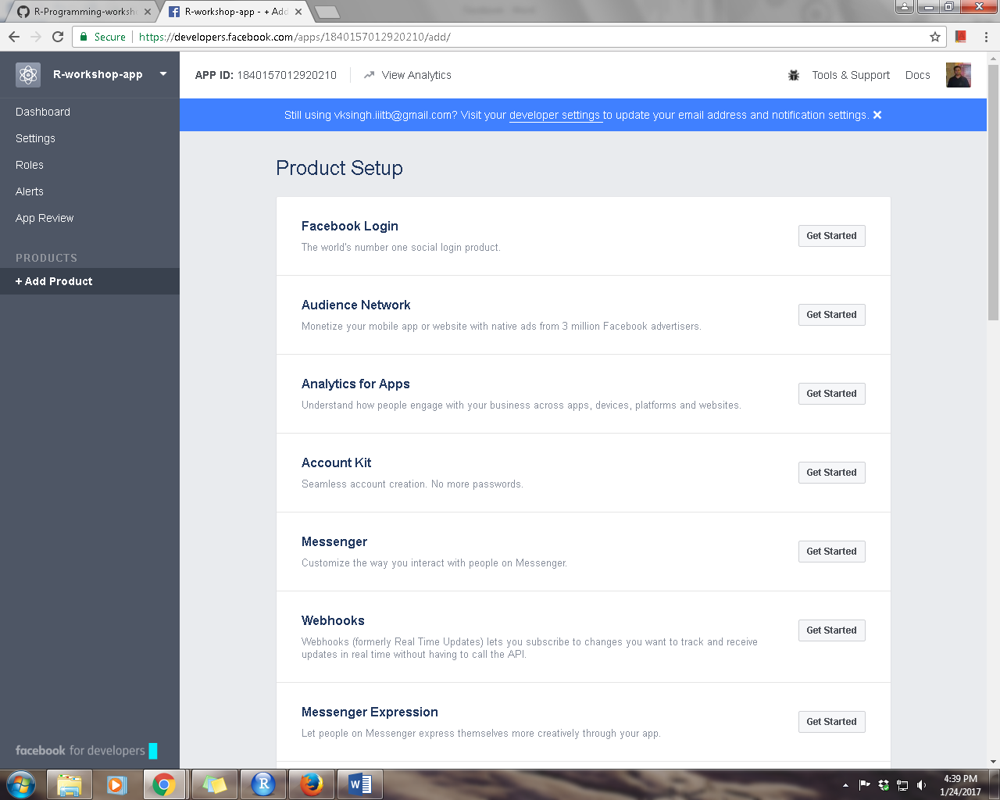 R-Programming-worksh
R-workshop-app - + Add
Secure
https://developers.facebook.com/apps/1840157012920210/add/
R-workshop-app
APP ID: 1840157012920210
View Analytics
Tools & Support
Docs
Still using vksingh.iiitb@gmail.com? Visit your developer settings to update your email address and notification settings.
Dashboard
Settings
Roles
Alerts
App Review
PRODUCTS
+ Add Product
Product Setup
Facebook Login
The world's number one social login product.
Get Started
Audience Network
Monetize your mobile app or website with native ads from 3 million Facebook advertisers.
Get Started
Analytics for Apps
Understand how people engage with your business across apps, devices, platforms and websites.
Get Started
Account Kit
Seamless account creation. No more passwords.
Get Started
Messenger
Customize the way you interact with people on Messenger.
Get Started
Webhooks
Webhooks (formerly Real Time Updates) lets you subscribe to changes you want to track and receive
updates in real time without having to call the API.
Get Started
Messenger Expression
Let people on Messenger express themselves more creatively through your app.
Get Started
facebook for developers
4:39 PM
1/24/2017